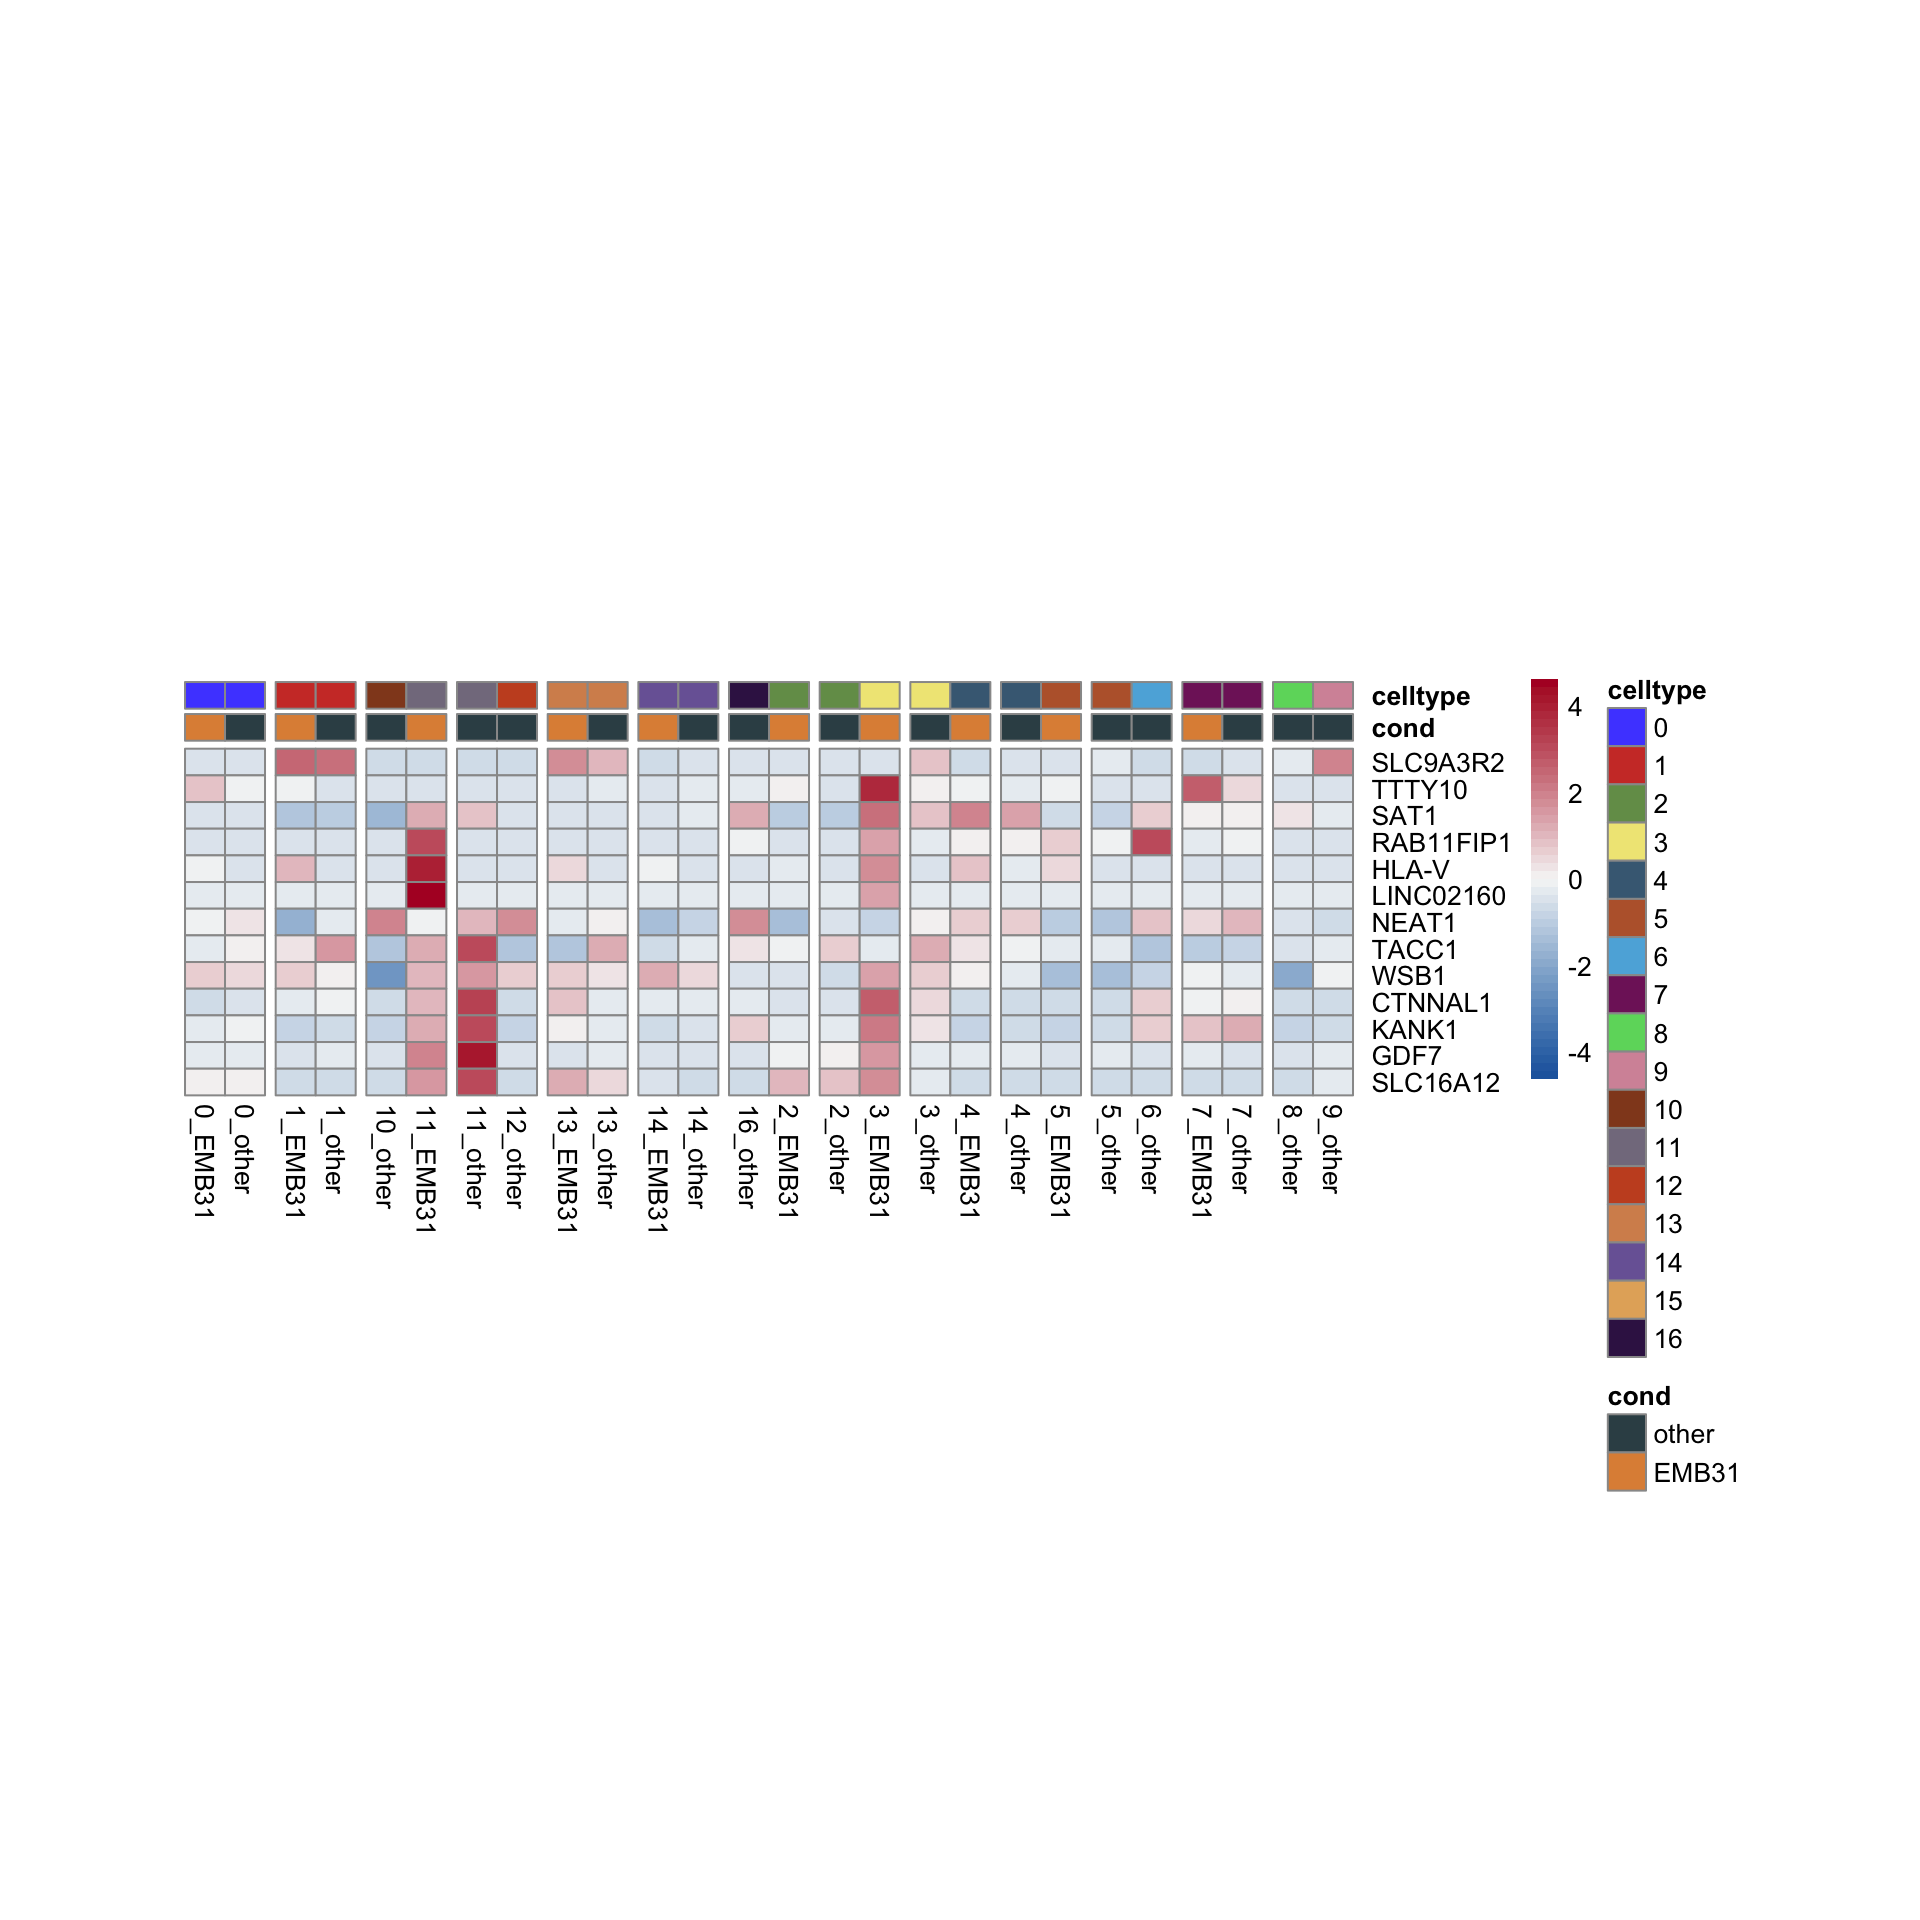 celltype
cond
SLC9A3R2
TTTY10
SAT1
RAB11FIP1
HLA-V
LINC02160
NEAT1
TACC1
WSB1
CTNNAL1
KANK1
GDF7
SLC16A12
0_EMB31
0_other
1_EMB31
1_other
10_other
11_EMB31
11_other
12_other
13_EMB31
13_other
14_EMB31
14_other
16_other
2_EMB31
2_other
3_EMB31
3_other
4_EMB31
4_other
5_EMB31
5_other
6_other
7_EMB31
7_other
8_other
9_other
4
2
0
-2
-4
celltype
0
1
2
3
4
5
6
7
8
9
10
11
12
13
14
15
16
cond
other
EMB31